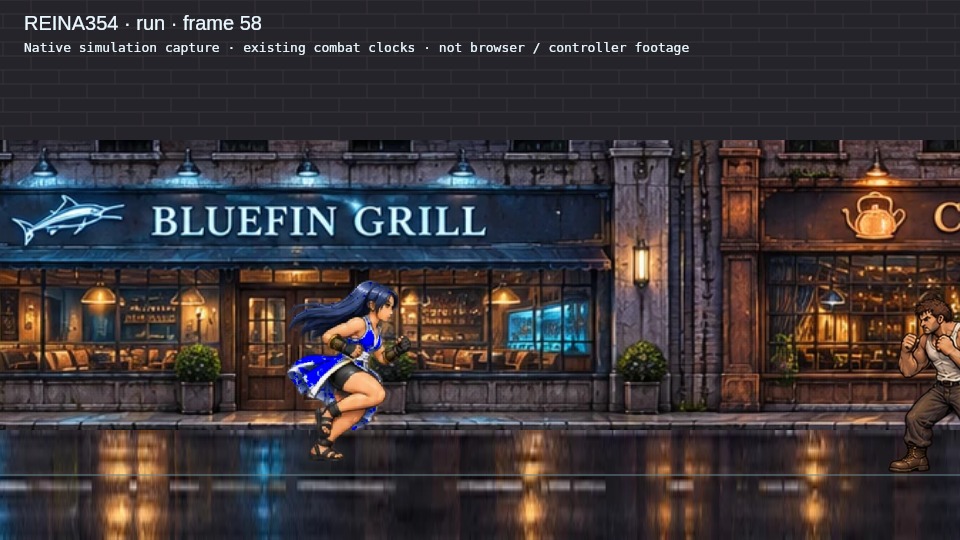 REINA354 · run · frame 58
Native simulation capture · existing combat clocks · not browser / controller footage
BLUEFIN GRILL
C